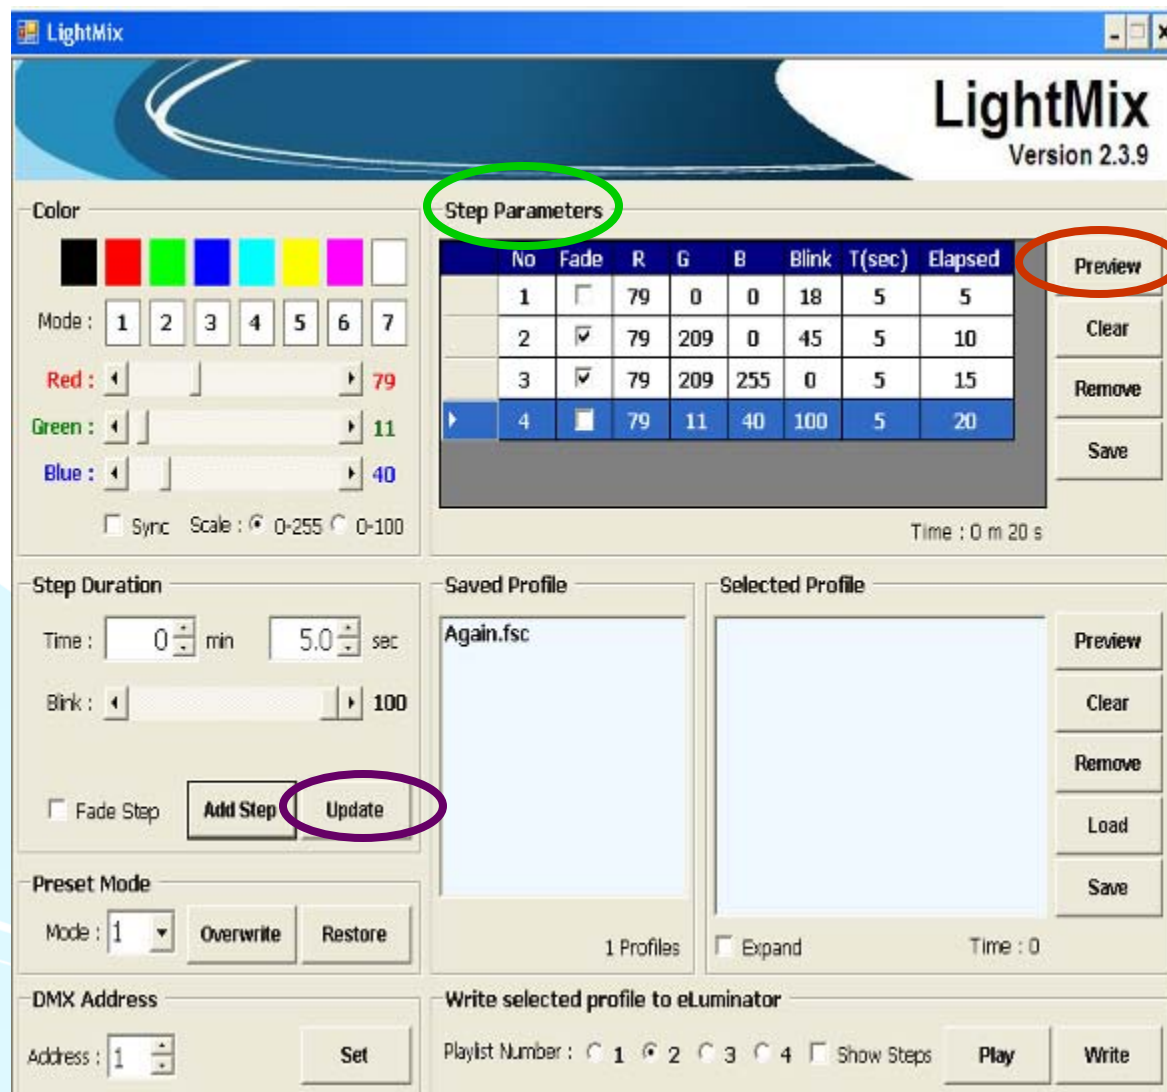 LightMix
LightMix
Version 2.3.9
Color
Mode : 1 2 3 4 5 6 7
Red : 79
Green : 11
Blue : 40
Sync Scale : 0-255 0-100
Step Parameters
No Fade R G B Blink T(sec) Elapsed
1 79 0 0 18 5 5
2 79 209 0 45 5 10
3 79 209 255 0 5 15
4 79 11 40 100 5 20
Time : 0 m 20 s
Preview
Clear
Remove
Save
Step Duration
Time : 0 min 5.0 sec
Blink : 100
Fade Step Add Step Update
Saved Profile
Again.fsc
1 Profiles
Selected Profile
Expand Time : 0
Preview
Clear
Remove
Load
Save
Preset Mode
Mode : 1 Overwrite Restore
DMX Address
Address : 1 Set
Write selected profile to eLuminator
Playlist Number : 1 2 3 4 Show Steps Play Write